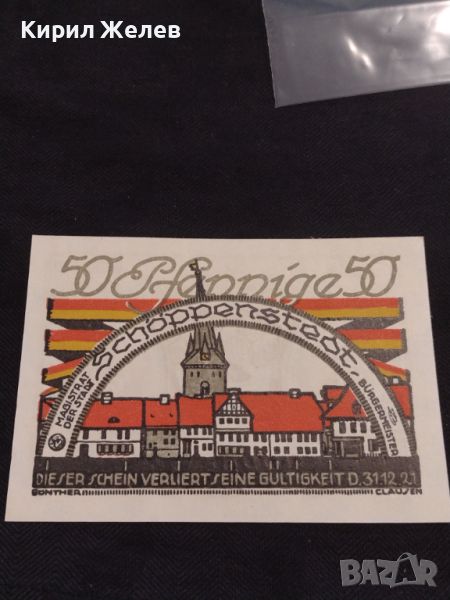 Кирил Желев
50 Pfennige 50
Schöppenstedt
MAGISTRAT
DER STADT
BÜRGERMEISTER
DIESER SCHEIN VERLIERT SEINE GÜLTIGKEIT D. 31.12.21
GÜNTHER CLAUSEN
BAZAR